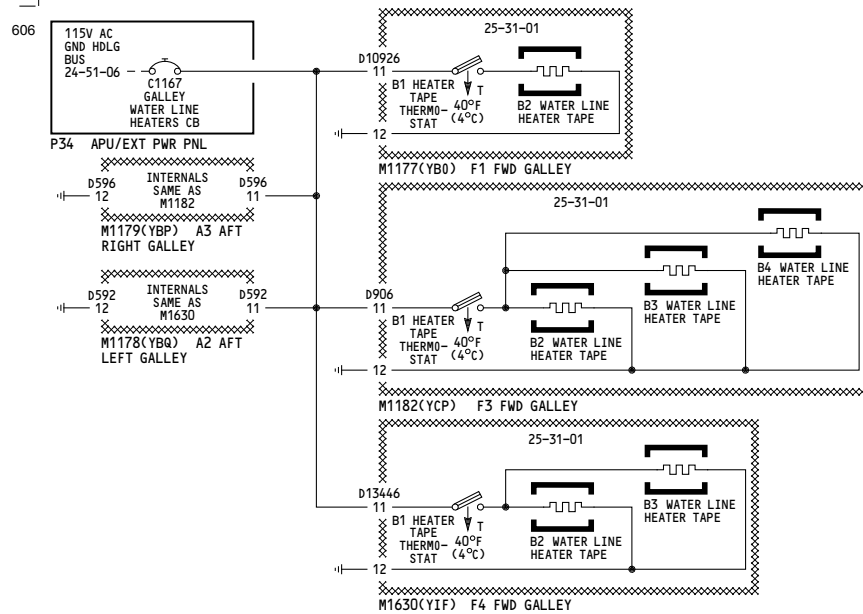 606
115V AC
GND HDLG
BUS
24-51-06
C1167
GALLEY
WATER LINE
HEATERS CB
P34 APU/EXT PWR PNL
25-31-01
D10926
11
B1 HEATER
TAPE
THERMO-
STAT
T
40°F
(4°C)
B2 WATER LINE
HEATER TAPE
12
M1177(YB0) F1 FWD GALLEY
D596
12
INTERNALS
SAME AS
M1182
D596
11
M1179(YBP) A3 AFT
RIGHT GALLEY
D592
12
INTERNALS
SAME AS
M1630
D592
11
M1178(YBQ) A2 AFT
LEFT GALLEY
25-31-01
D906
11
B1 HEATER
TAPE
THERMO-
STAT
T
40°F
(4°C)
B2 WATER LINE
HEATER TAPE
B3 WATER LINE
HEATER TAPE
B4 WATER LINE
HEATER TAPE
12
M1182(YCP) F3 FWD GALLEY
25-31-01
D13446
11
B1 HEATER
TAPE
THERMO-
STAT
T
40°F
(4°C)
B2 WATER LINE
HEATER TAPE
B3 WATER LINE
HEATER TAPE
12
M1630(YIF) F4 FWD GALLEY